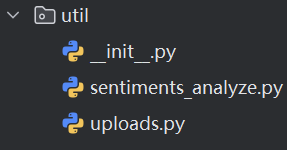 util
__init__.py
sentiments_analyze.py
uploads.py